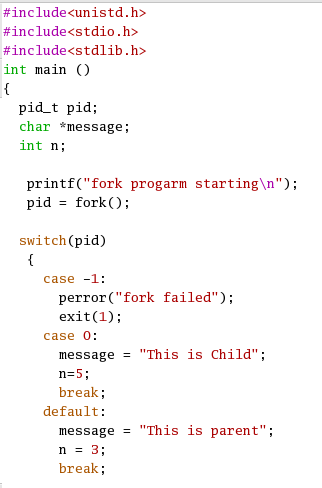 #include<unistd.h>
#include<stdio.h>
#include<stdlib.h>
int main ()
{
  pid_t pid;
  char *message;
  int n;

   printf("fork progarm starting\n");
   pid = fork();

  switch(pid)
   {
     case -1:
       perror("fork failed");
       exit(1);
     case 0:
       message = "This is Child";
       n=5;
       break;
     default:
       message = "This is parent";
       n = 3;
       break;